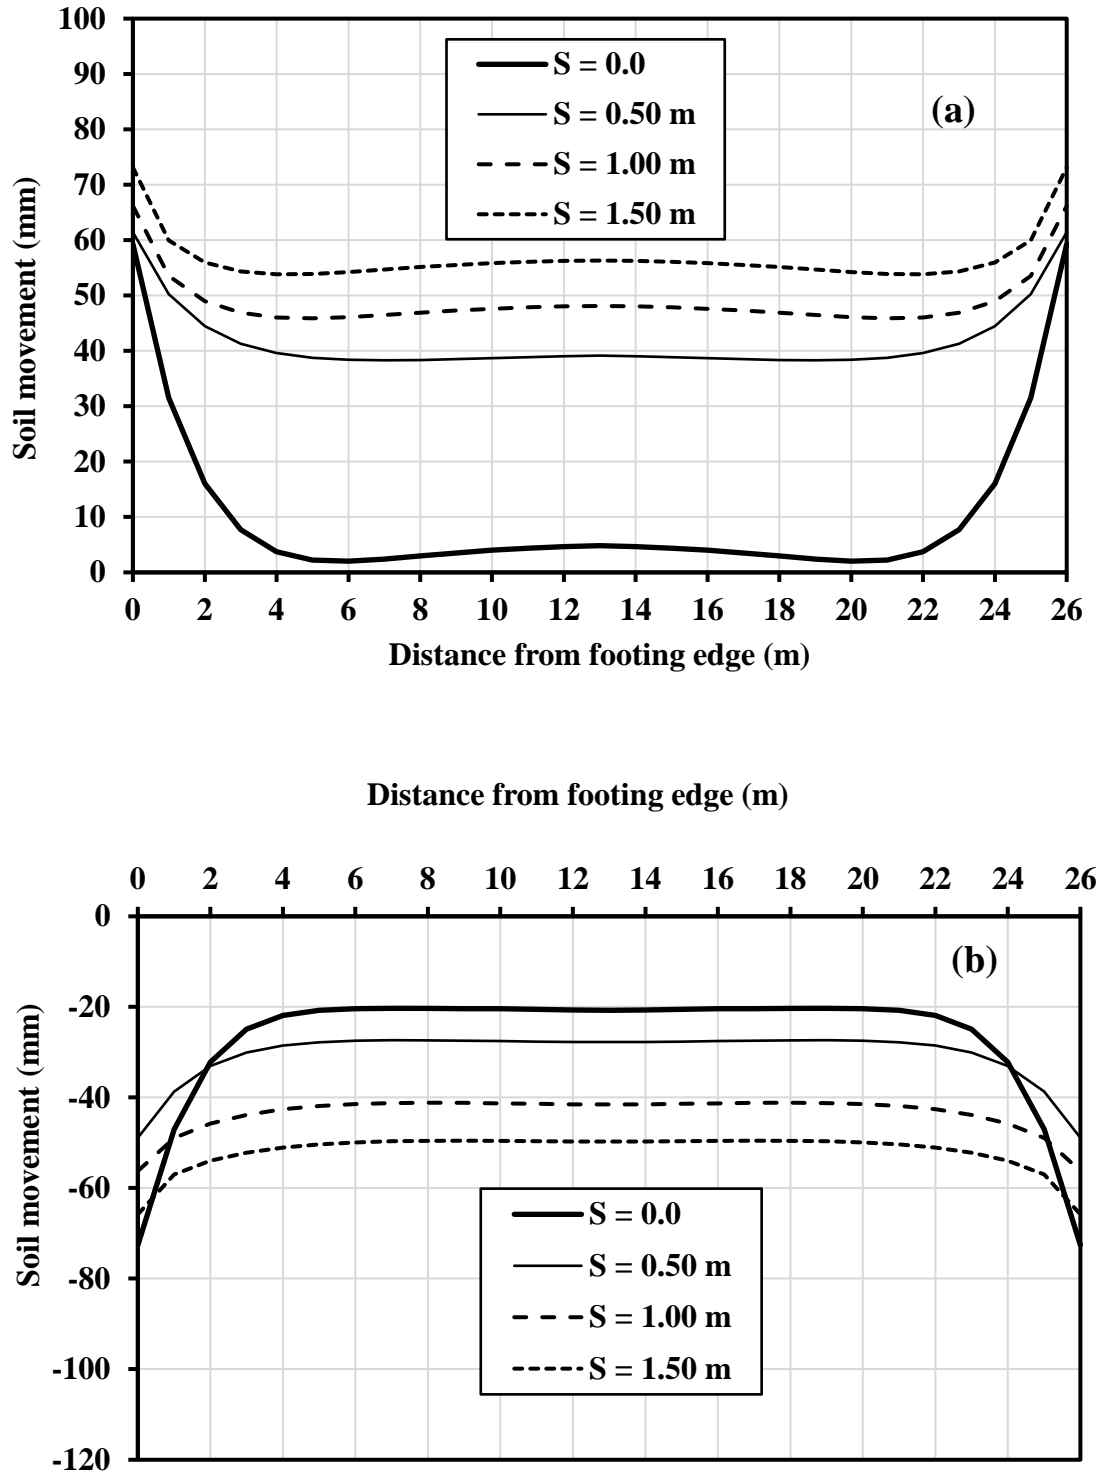 100
90
80
70
60
50
40
30
20
10
0
Soil movement (mm)
S = 0.0
S = 0.50 m
S = 1.00 m
S = 1.50 m
(a)
0 2 4 6 8 10 12 14 16 18 20 22 24 26
Distance from footing edge (m)
Distance from footing edge (m)
0 2 4 6 8 10 12 14 16 18 20 22 24 26
0
-20
-40
-60
-80
-100
-120
Soil movement (mm)
(b)
S = 0.0
S = 0.50 m
S = 1.00 m
S = 1.50 m